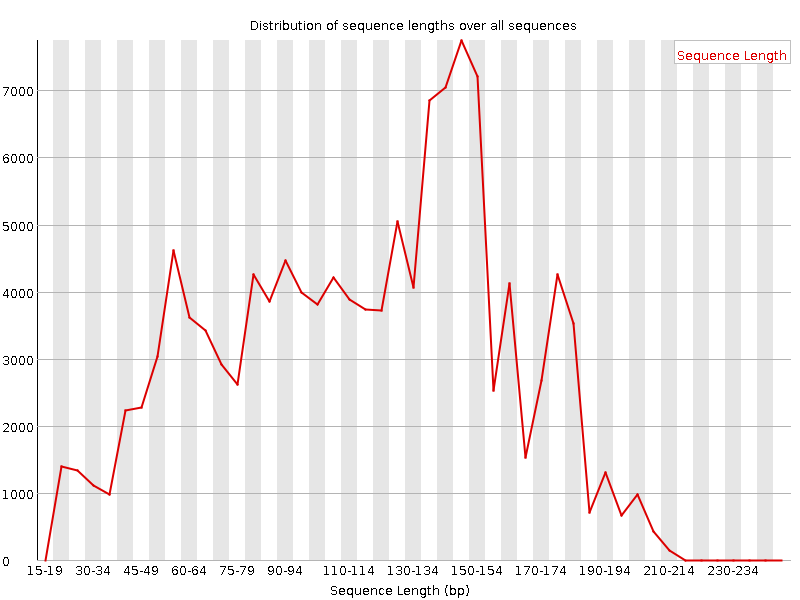 Distribution of sequence lengths over all sequences
Sequence Length
7000
6000
5000
4000
3000
2000
1000
0
15-19 30-34 45-49 60-64 75-79 90-94 110-114 130-134 150-154 170-174 190-194 210-214 230-234
Sequence Length (bp)